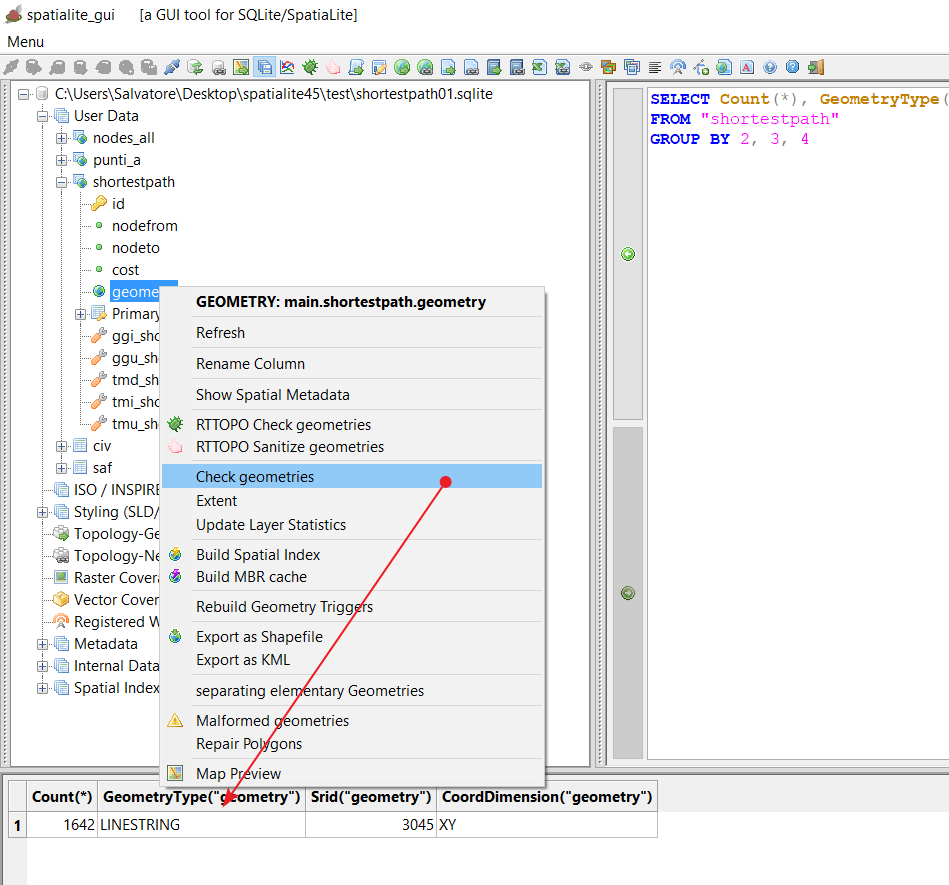 spatialite_gui [a GUI tool for SQLite/SpatiaLite]
Menu
C:\Users\Salvatore\Desktop\spatialite45\test\shortestpath01.sqlite
User Data
nodes_all
punti_a
shortestpath
id
nodefrom
nodeto
cost
geome
Primary
ggi_sho
ggu_sh
tmd_sh
tmi_sho
tmu_sh
civ
saf
ISO / INSPIRE
Styling (SLD/
Topology-Ge
Topology-Ne
Raster Covera
Vector Cover
Registered W
Metadata
Internal Data
Spatial Index
GEOMETRY: main.shortestpath.geometry
Refresh
Rename Column
Show Spatial Metadata
RTTOPO Check geometries
RTTOPO Sanitize geometries
Check geometries
Extent
Update Layer Statistics
Build Spatial Index
Build MBR cache
Rebuild Geometry Triggers
Export as Shapefile
Export as KML
separating elementary Geometries
Malformed geometries
Repair Polygons
Map Preview
SELECT Count(*), GeometryType(
FROM "shortestpath"
GROUP BY 2, 3, 4
Count(*) GeometryType("geometry") Srid("geometry") CoordDimension("geometry")
1 1642 LINESTRING 3045 XY